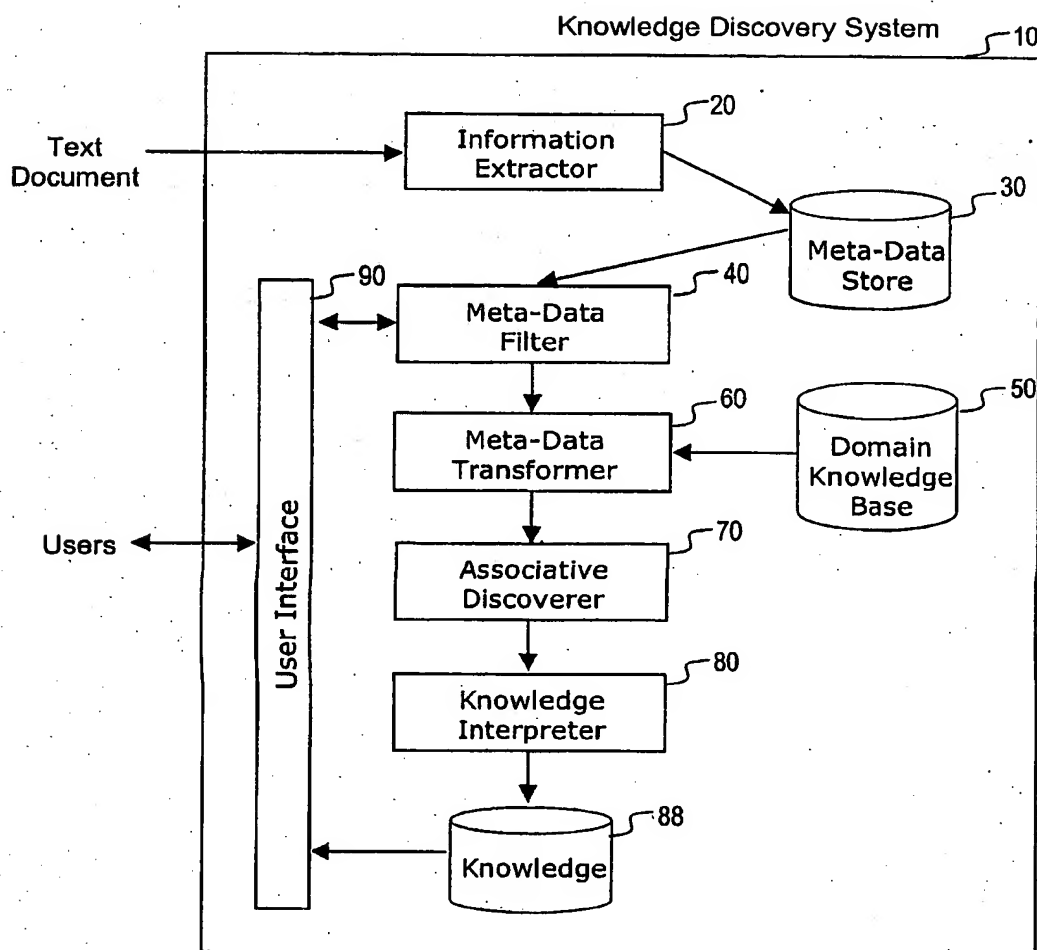 Knowledge Discovery System
10
20
Text
Document
Information
Extractor
30
Meta-Data
Store
90
40
Meta-Data
Filter
60
50
Meta-Data
Transformer
Domain
Knowledge
Base
Users
User Interface
70
Associative
Discoverer
80
Knowledge
Interpreter
88
Knowledge